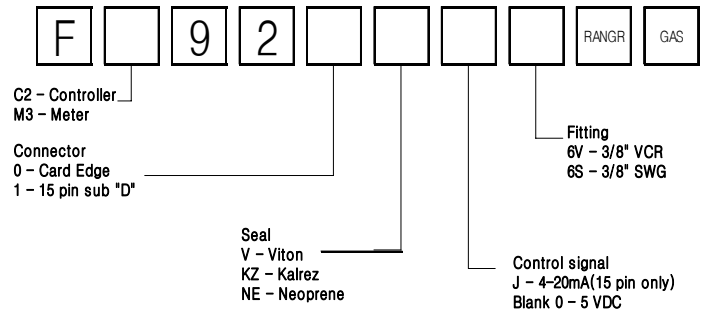 F 9 2 RANGR GAS
C2 – Controller
M3 – Meter
Connector
0 – Card Edge
1 – 15 pin sub "D"
Fitting
6V – 3/8" VCR
6S – 3/8" SWG
Seal
V – Viton
KZ – Kalrez
NE – Neoprene
Control signal
J – 4–20mA(15 pin only)
Blank 0 – 5 VDC